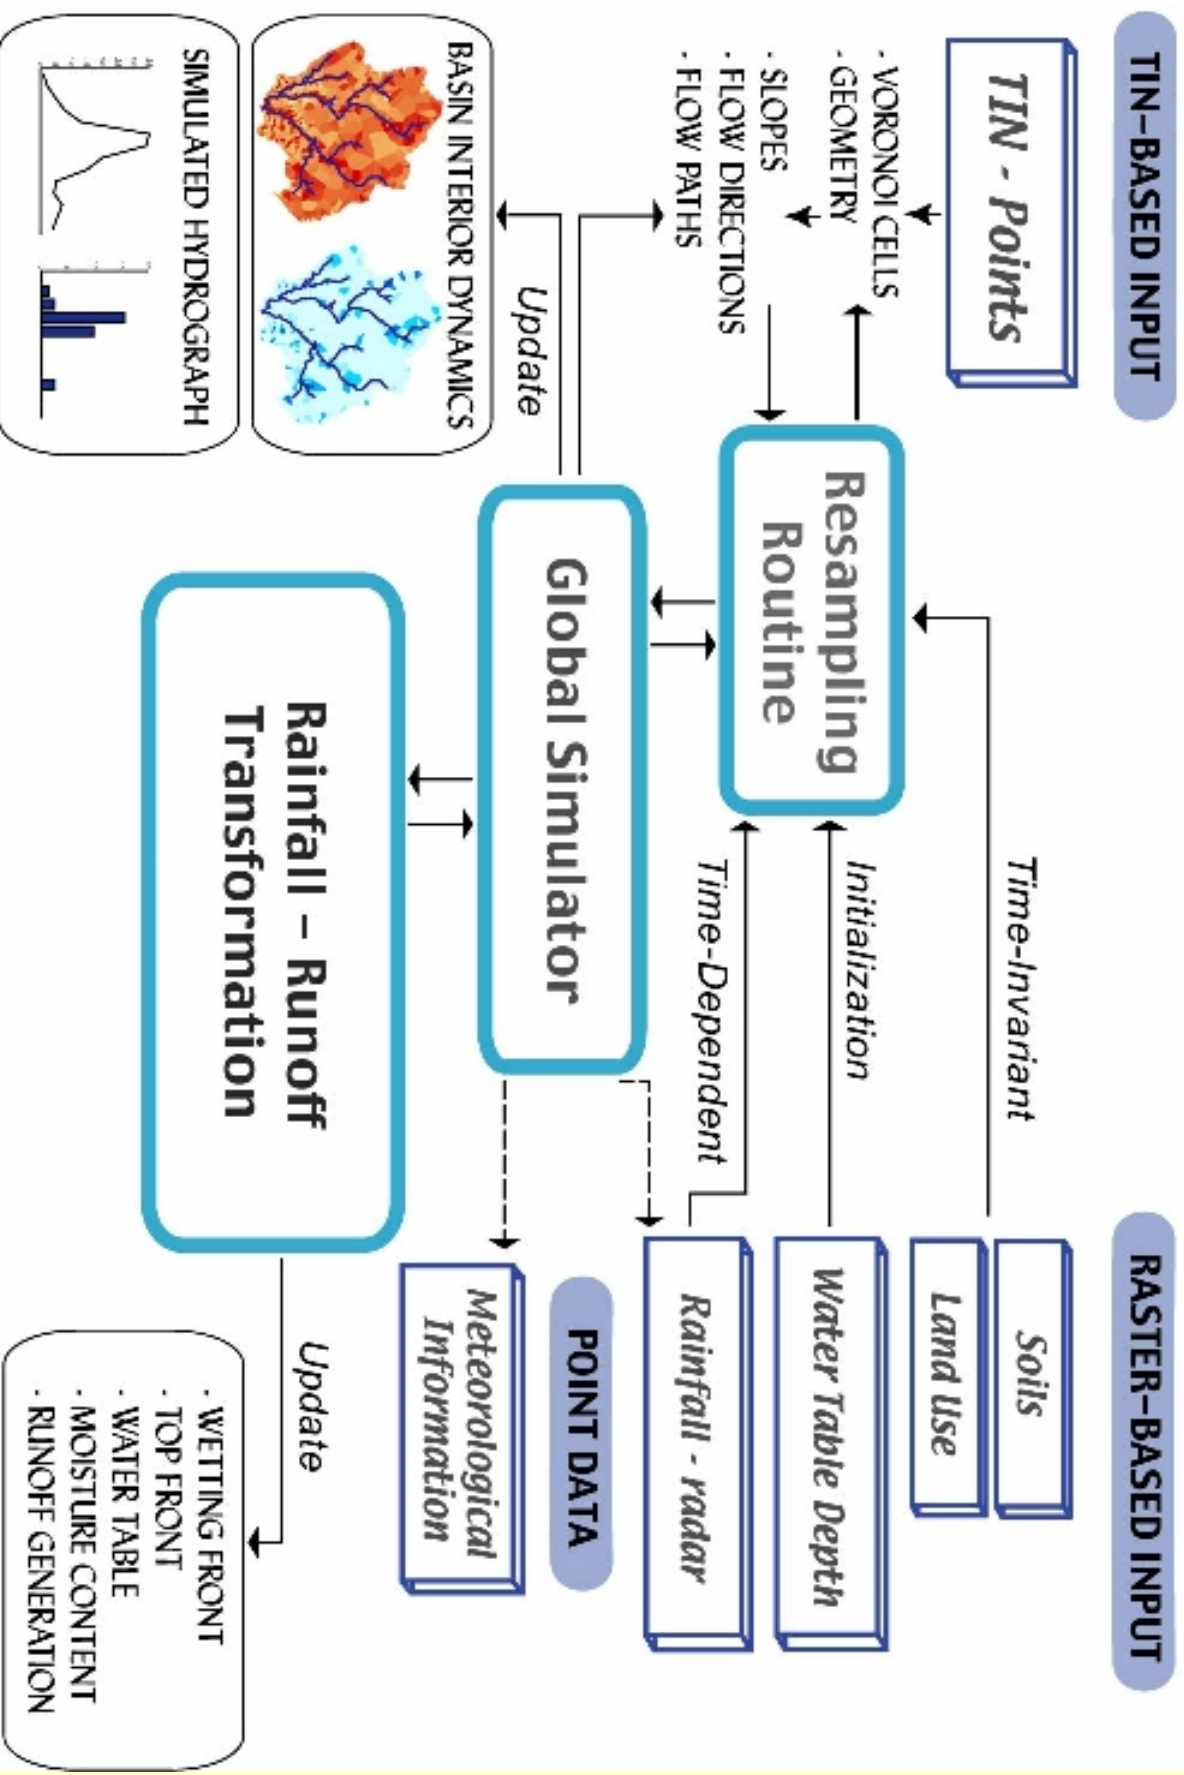 TIN-BASED INPUT
RASTER-BASED INPUT
TIN - Points
- VORONOI CELLS
- GEOMETRY
- SLOPES
- FLOW DIRECTIONS
- FLOW PATHS
Resampling
Routine
Time-Invariant
Initialization
Time-Dependent
Soils
Land Use
Water Table Depth
Rainfall - radar
POINT DATA
Meteorological
Information
Global Simulator
Update
BASIN INTERIOR DYNAMICS
SIMULATED HYDROGRAPH
Rainfall - Runoff
Transformation
Update
- WETTING FRONT
- TOP FRONT
- WATER TABLE
- MOISTURE CONTENT
- RUNOFF GENERATION